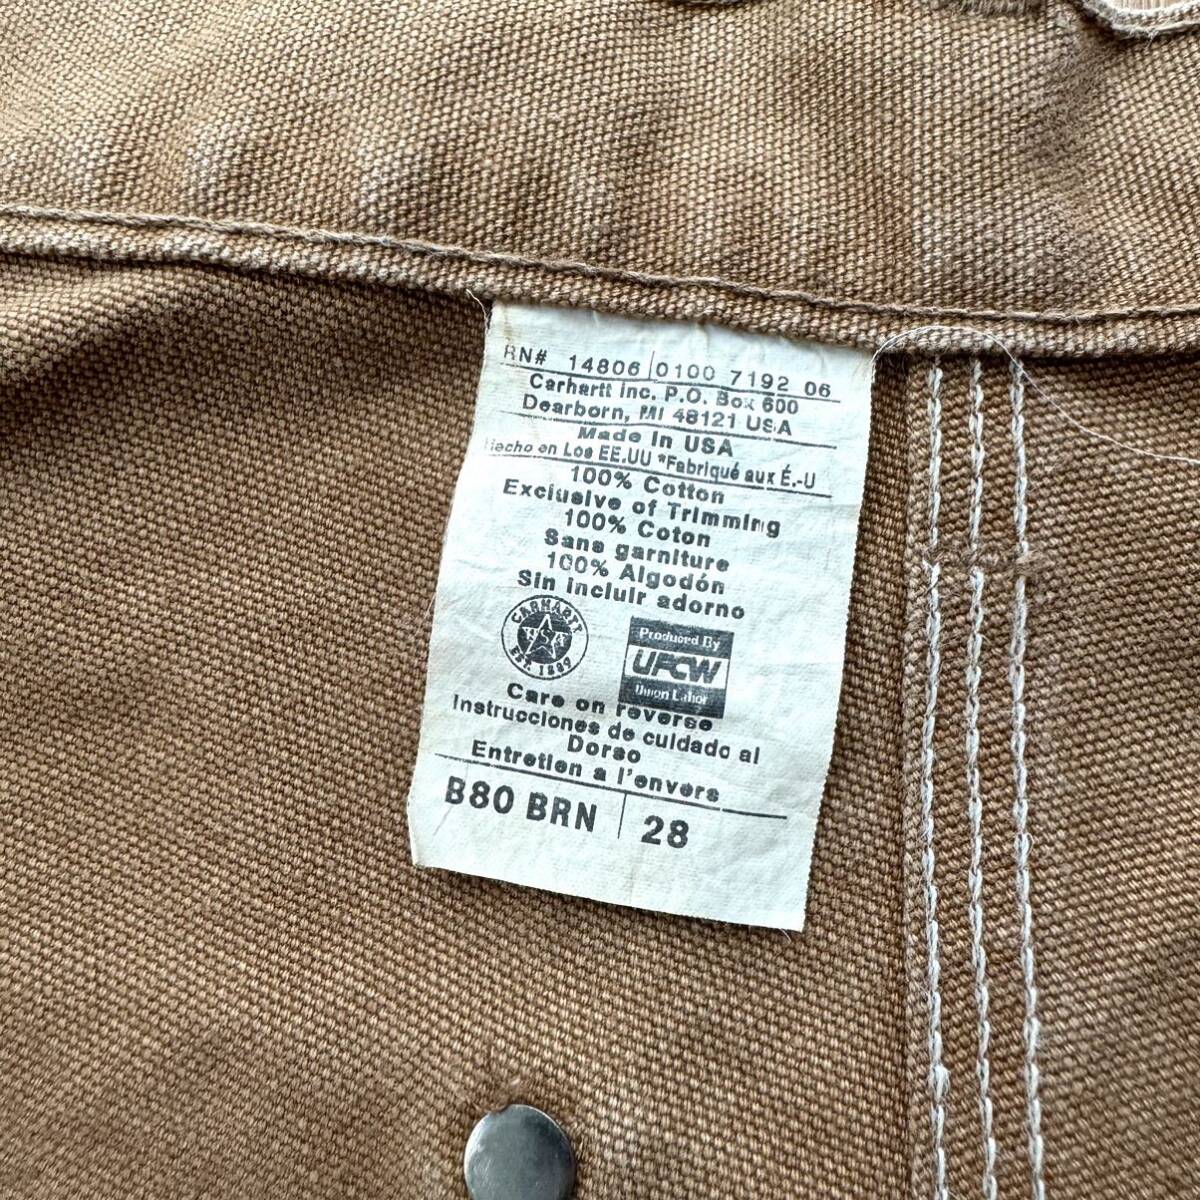 RN# 14806 0100 7192 06
Carhartt Inc. P.O. Box 600
Dearborn, MI 48121 USA
Made in USA
Hecho en Los EE.UU *Fabriqué aux É.-U
100% Cotton
Exclusive of Trimming
100% Coton
Sans garniture
100% Algodón
Sin incluir adorno
CARHARTT
USA
EST. 1889
Produced By
UFCW
Union Labor
Care on reverse
Instrucciones de cuidado al
Dorso
Entretien a l'envers
B80 BRN 28